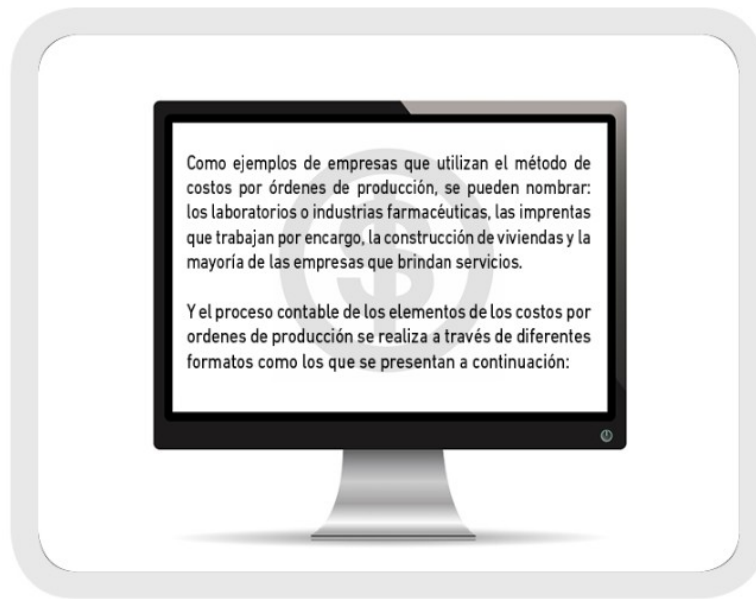 Como ejemplos de empresas que utilizan el método de
costos por órdenes de producción, se pueden nombrar:
los laboratorios o industrias farmacéuticas, las imprentas
que trabajan por encargo, la construcción de viviendas y la
mayoría de las empresas que brindan servicios.
Y el proceso contable de los elementos de los costos por
ordenes de producción se realiza a través de diferentes
formatos como los que se presentan a continuación: